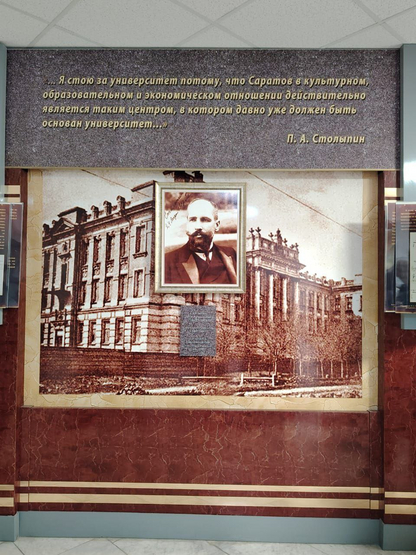 ... Я стою за университет потому, что Саратов в культурном,
образовательном и экономическом отношении действительно
является таким центром, в котором давно уже должен быть
основан университет...»
П. А. Столыпин